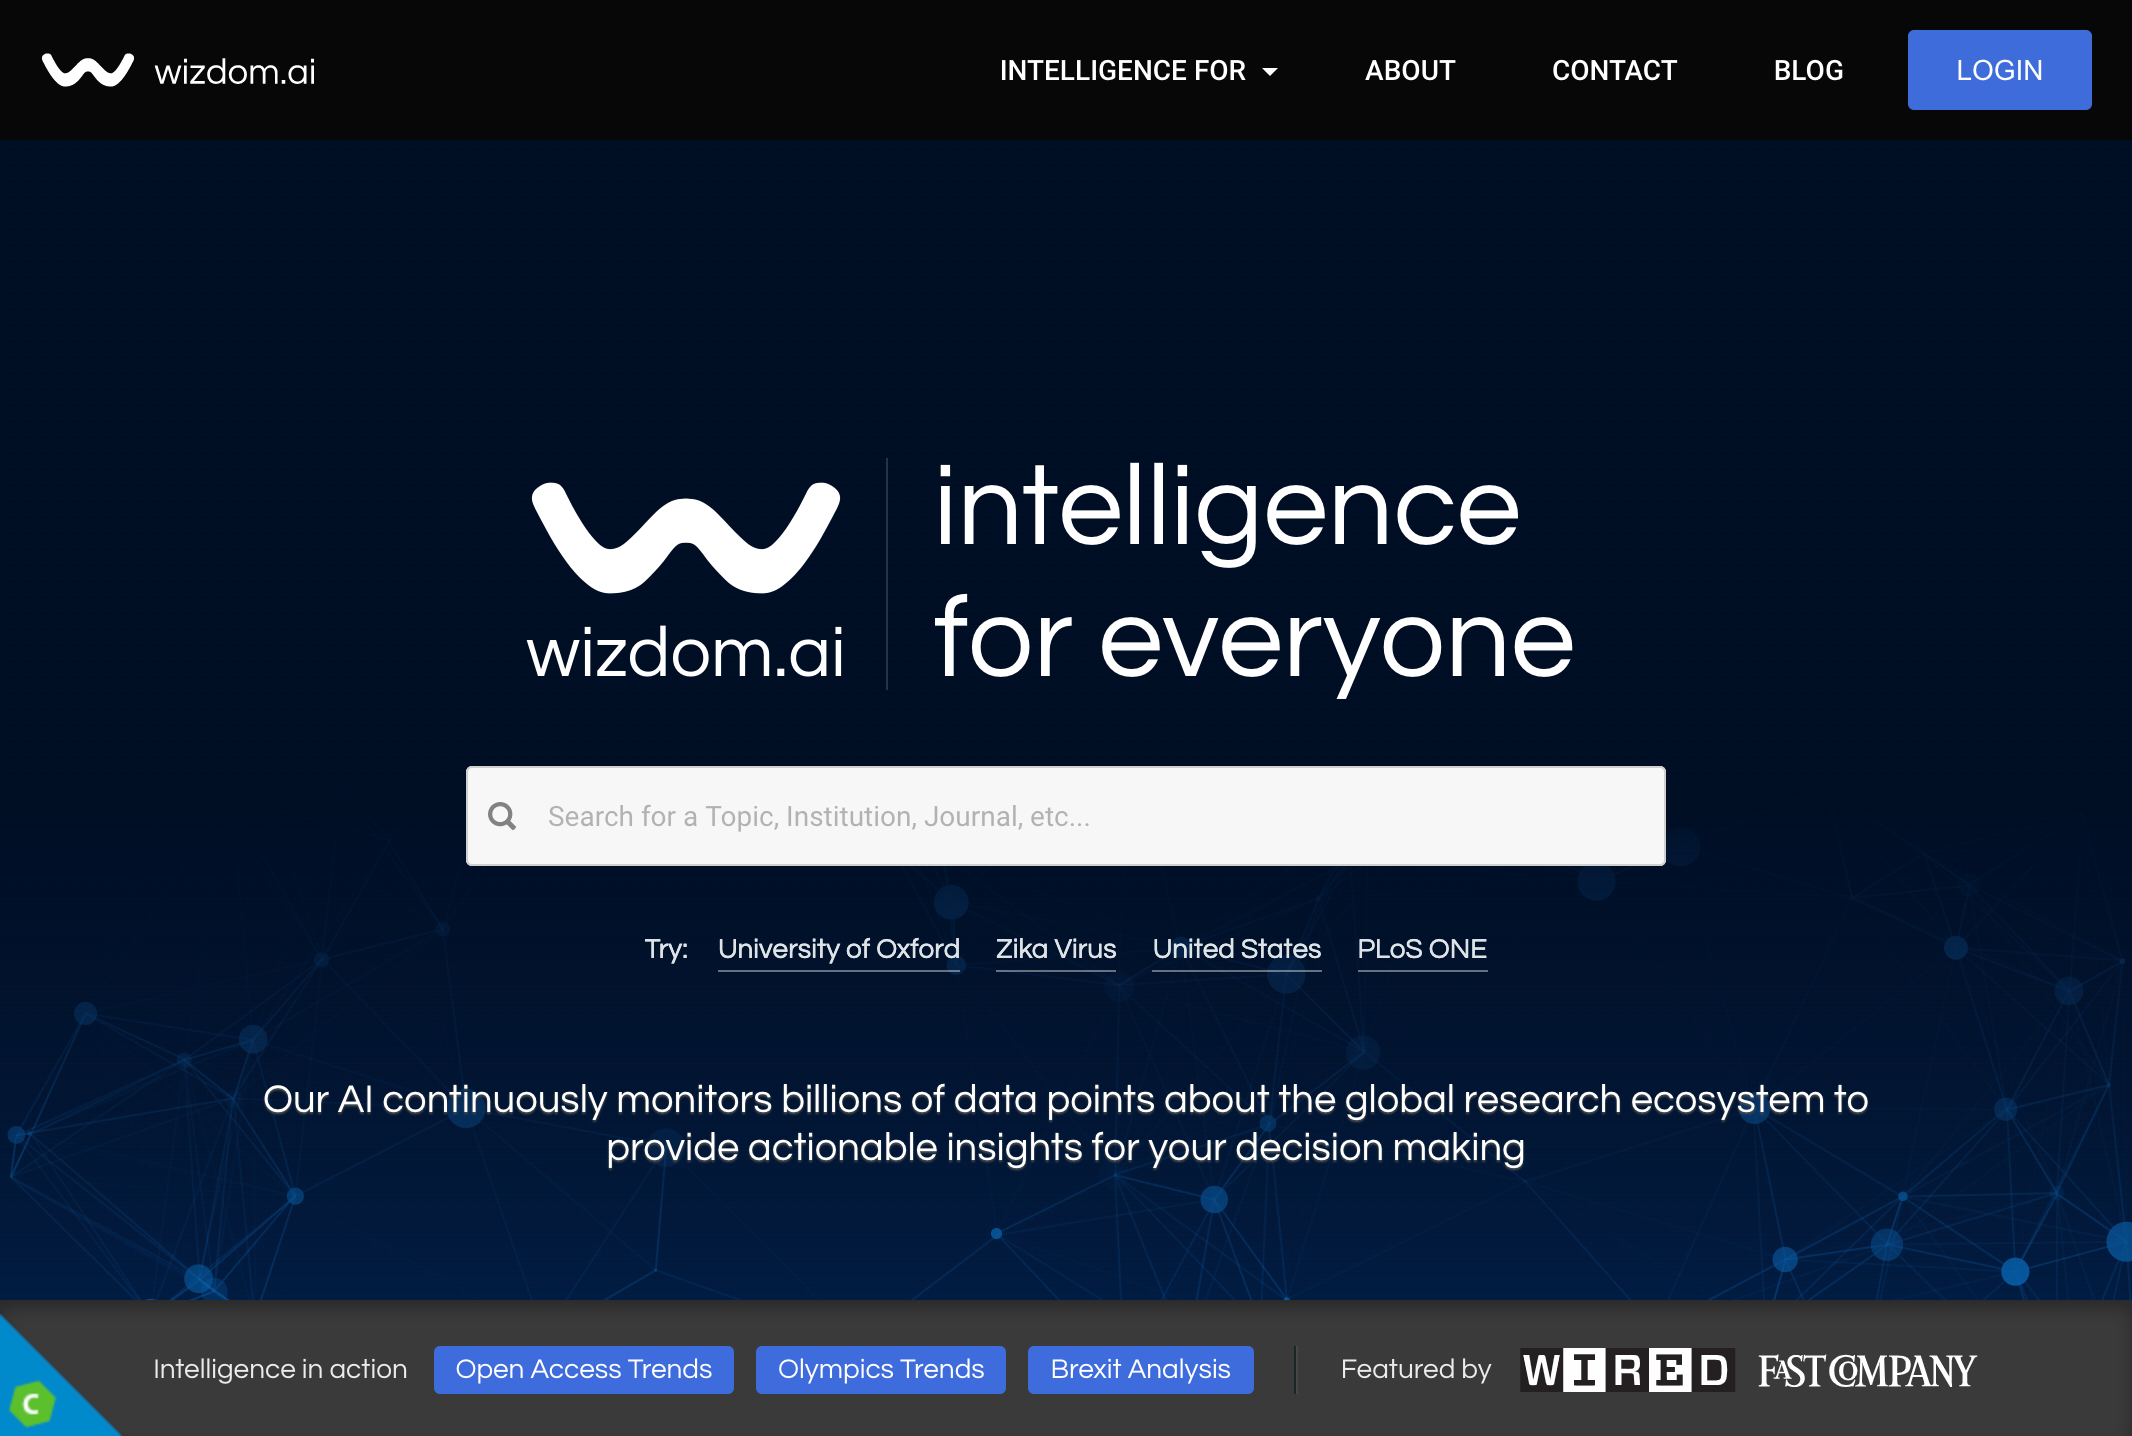 wizdom.ai
INTELLIGENCE FOR ABOUT CONTACT BLOG LOGIN
wizdom.ai
intelligence
for everyone
Search for a Topic, Institution, Journal, etc...
Try: University of Oxford Zika Virus United States PLoS ONE
Our AI continuously monitors billions of data points about the global research ecosystem to
provide actionable insights for your decision making
Intelligence in action Open Access Trends Olympics Trends Brexit Analysis Featured by WIRED FAST COMPANY
C